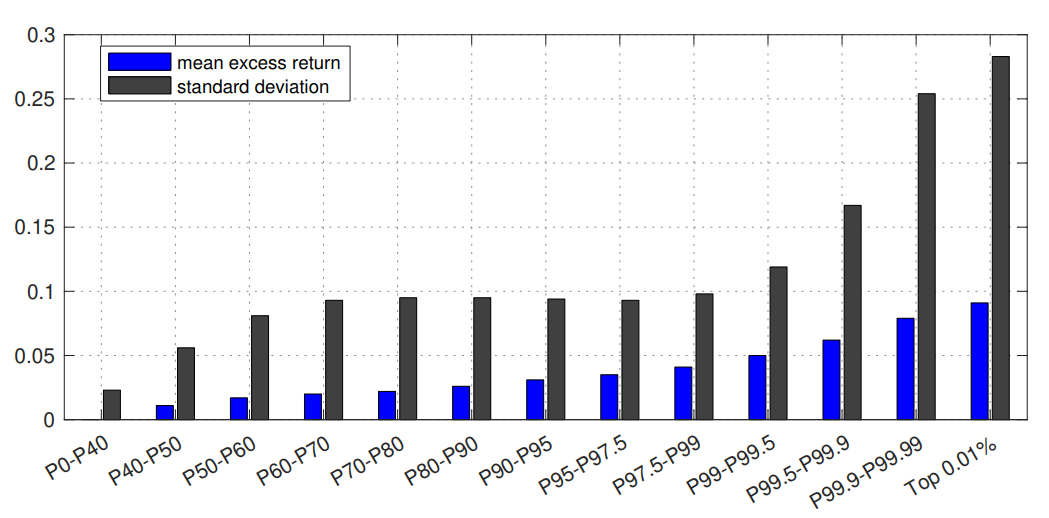 0.3
0.25
0.2
0.15
0.1
0.05
0
mean excess return
standard deviation
P0-P40
P40-P50
P50-P60
P60-P70
P70-P80
P80-P90
P90-P95
P95-P97.5
P97.5-P99
P99-P99.5
P99.5-P99.9
P99.9-P99.99
Top 0.01%